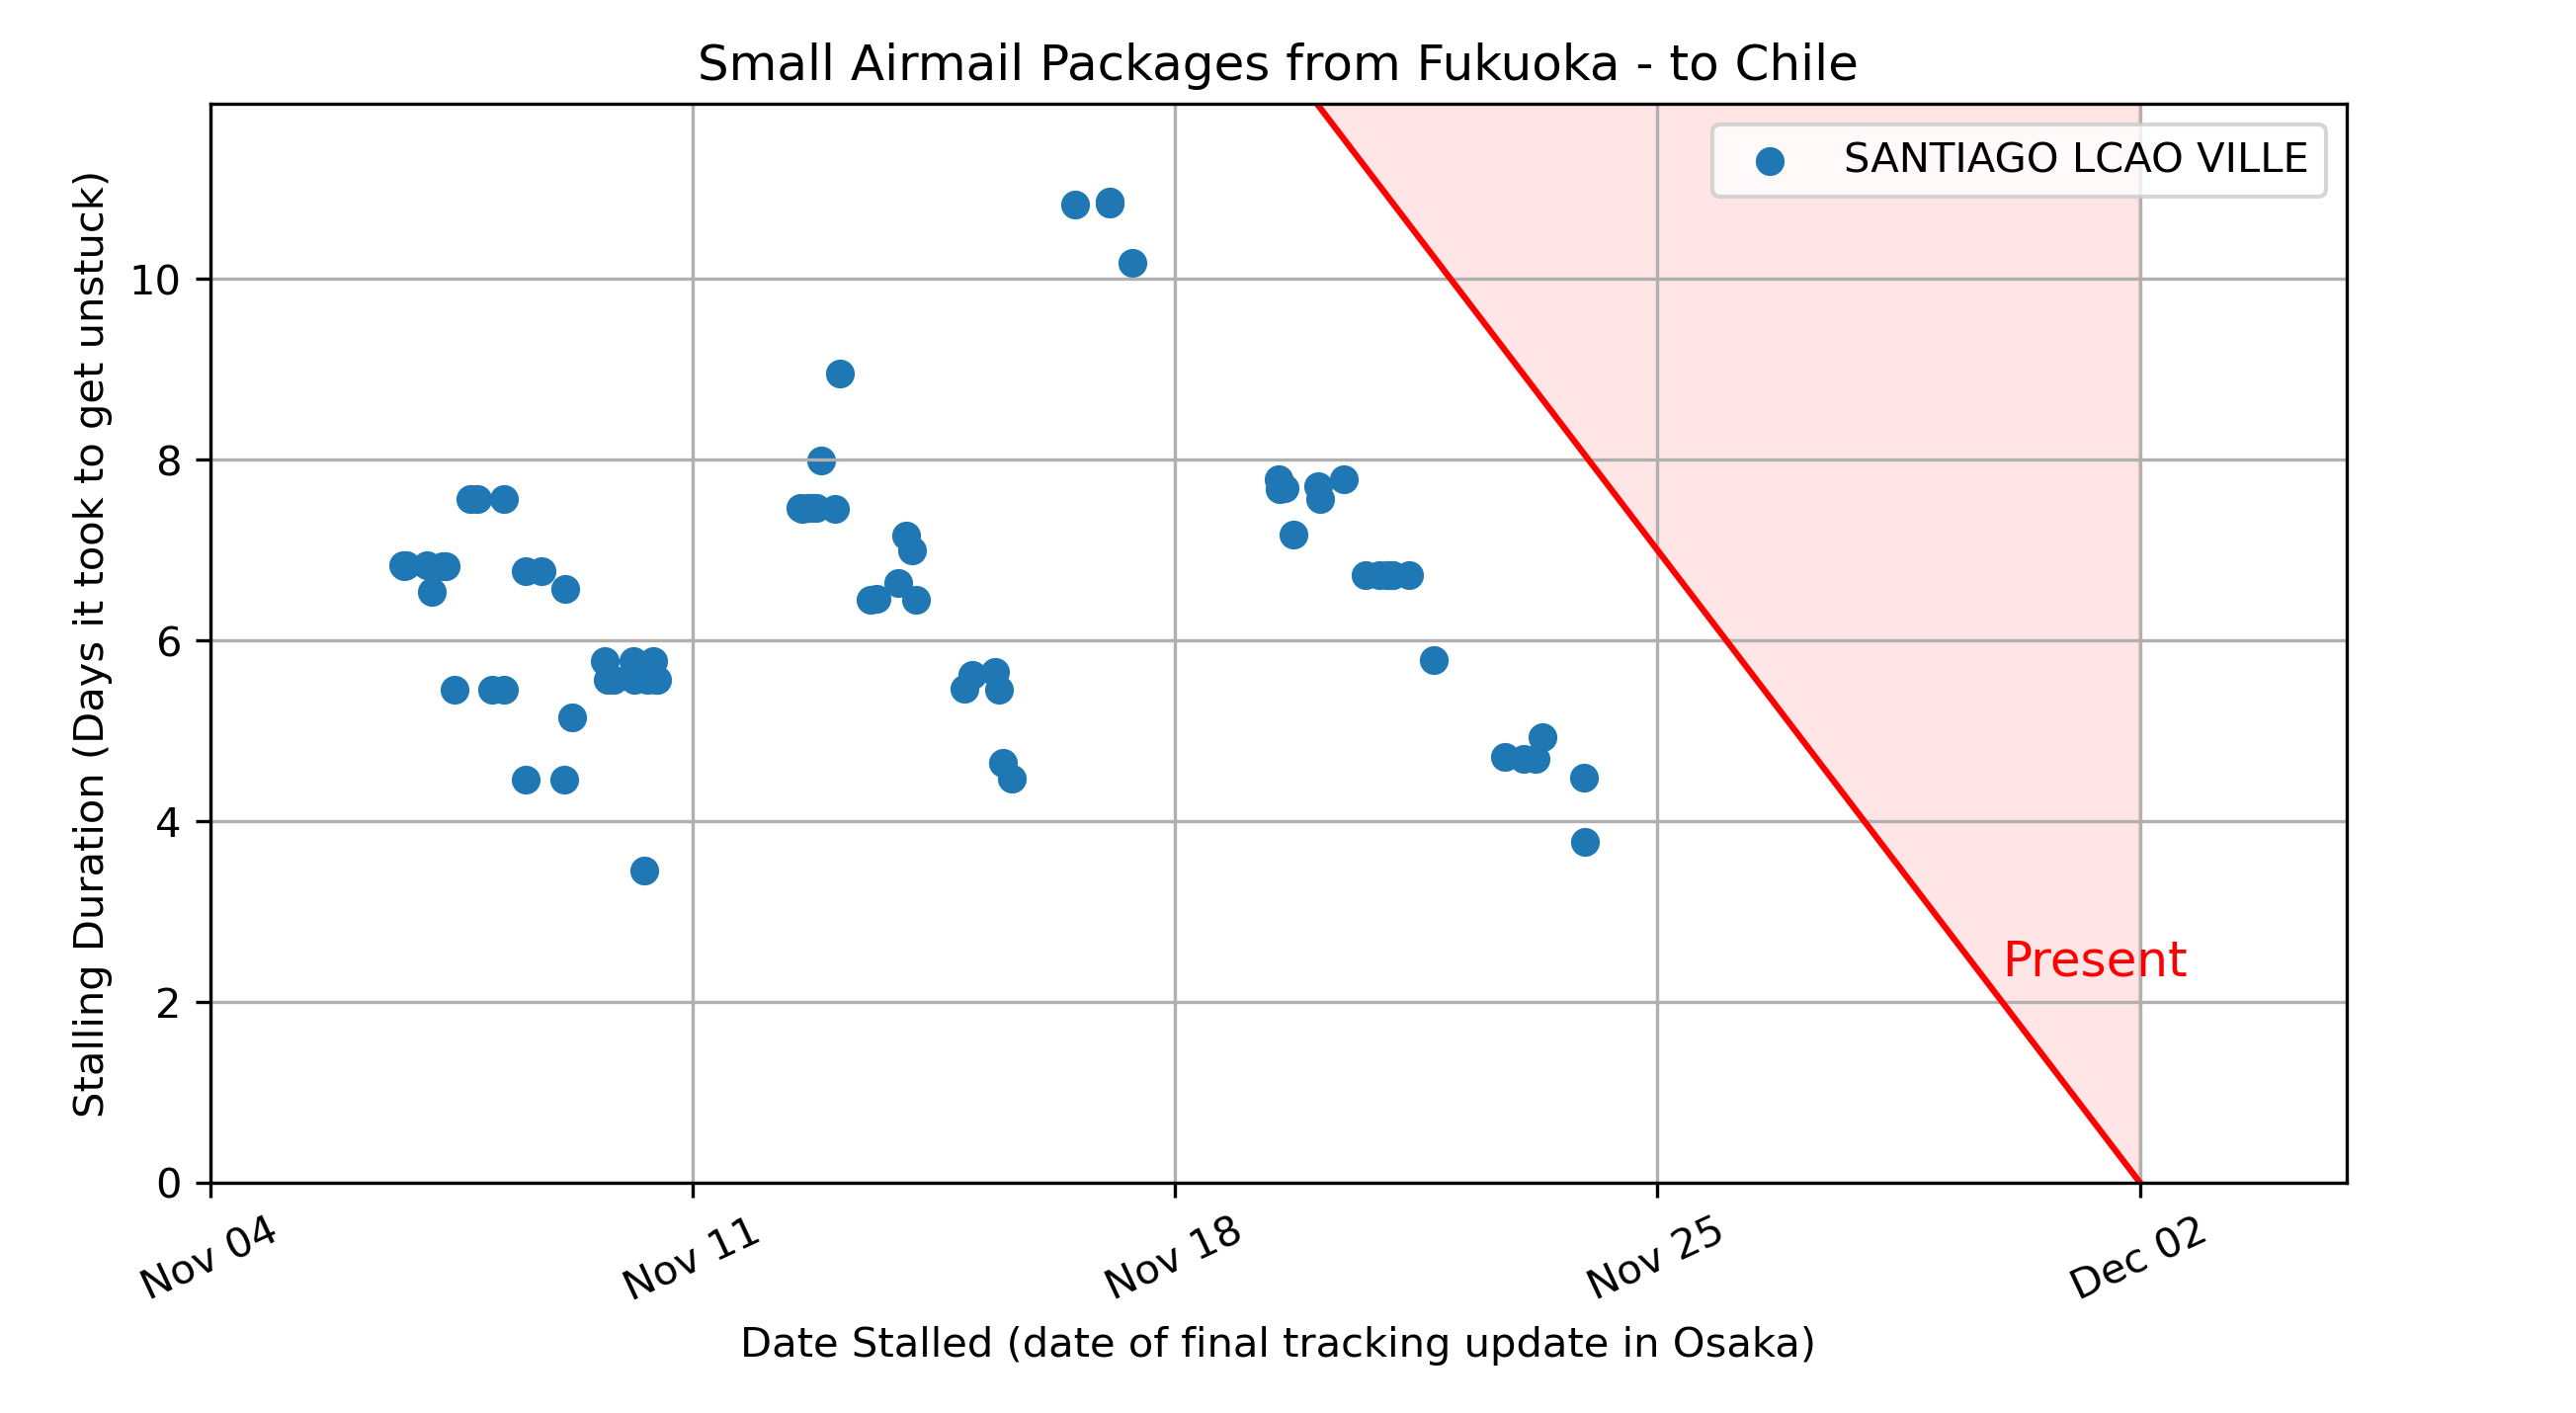 Small Airmail Packages from Fukuoka - to Chile
SANTIAGO LCAO VILLE
Stalling Duration (Days it took to get unstuck)
10
8
6
4
2
0
Present
Nov 04
Nov 11
Nov 18
Nov 25
Dec 02
Date Stalled (date of final tracking update in Osaka)